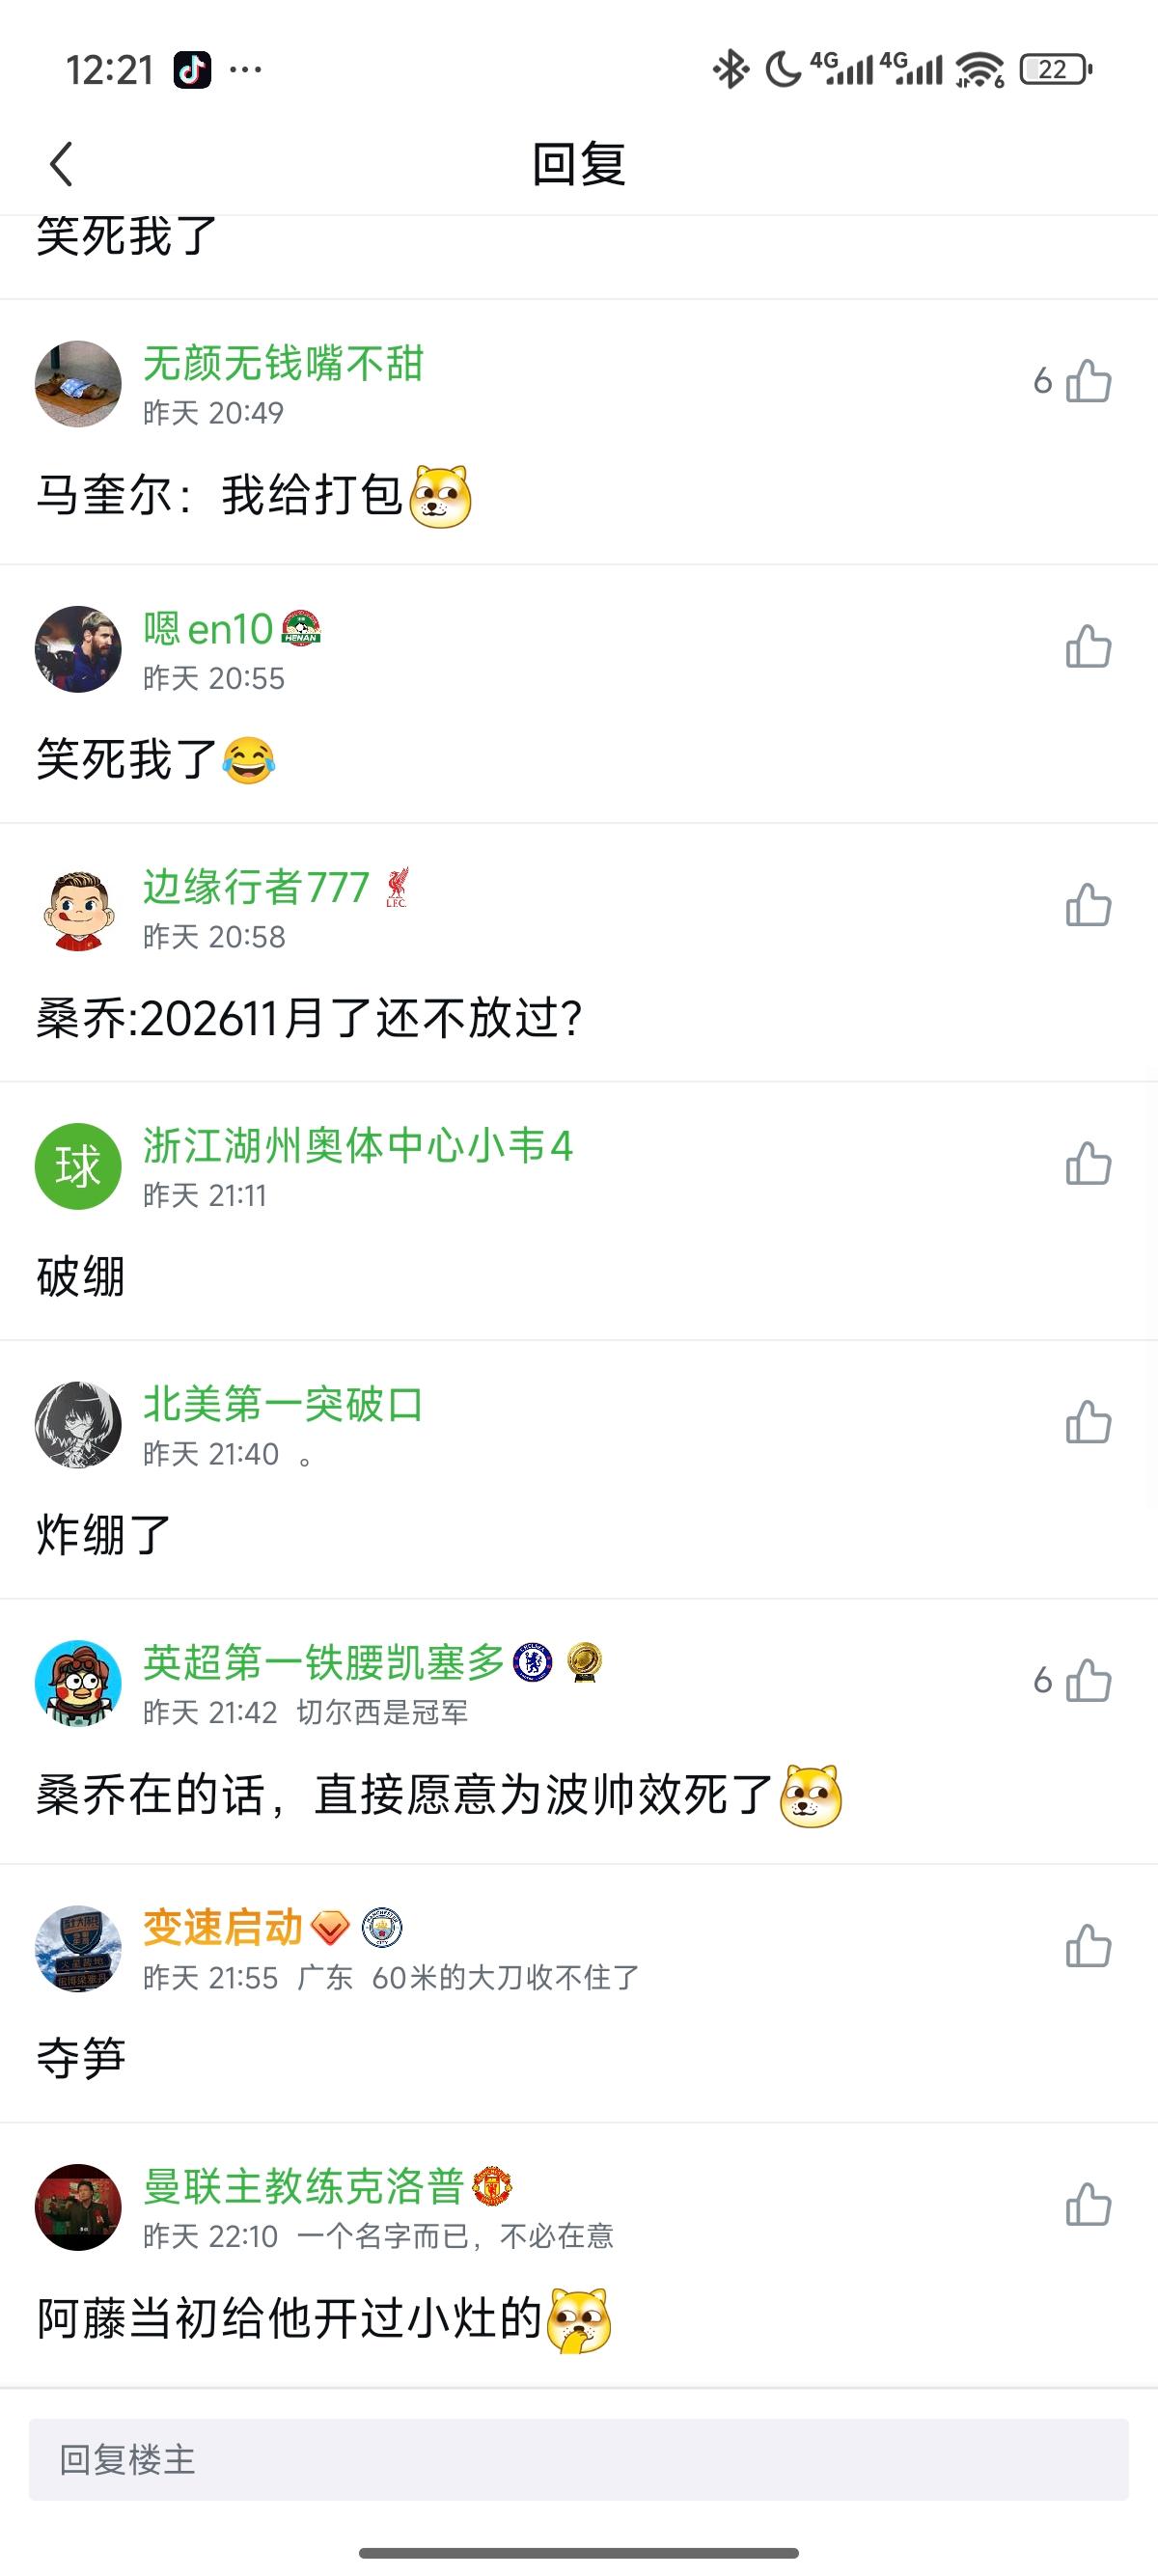 12:21
4G 4G 6 22
回复
笑死我了
无颜无钱嘴不甜
昨天 20:49
6
马奎尔：我给打包
嗯en10
HENAN
昨天 20:55
笑死我了
边缘行者777
L.F.C.
昨天 20:58
桑乔:202611月了还不放过？
球
浙江湖州奥体中心小韦4
昨天 21:11
破绷
北美第一突破口
昨天 21:40 。
炸绷了
英超第一铁腰凯塞多
昨天 21:42 切尔西是冠军
6
桑乔在的话，直接愿意为波帅效死了
变速启动
昨天 21:55 广东 60米的大刀收不住了
夺笋
曼联主教练克洛普
昨天 22:10 一个名字而已，不必在意
阿藤当初给他开过小灶的
回复楼主